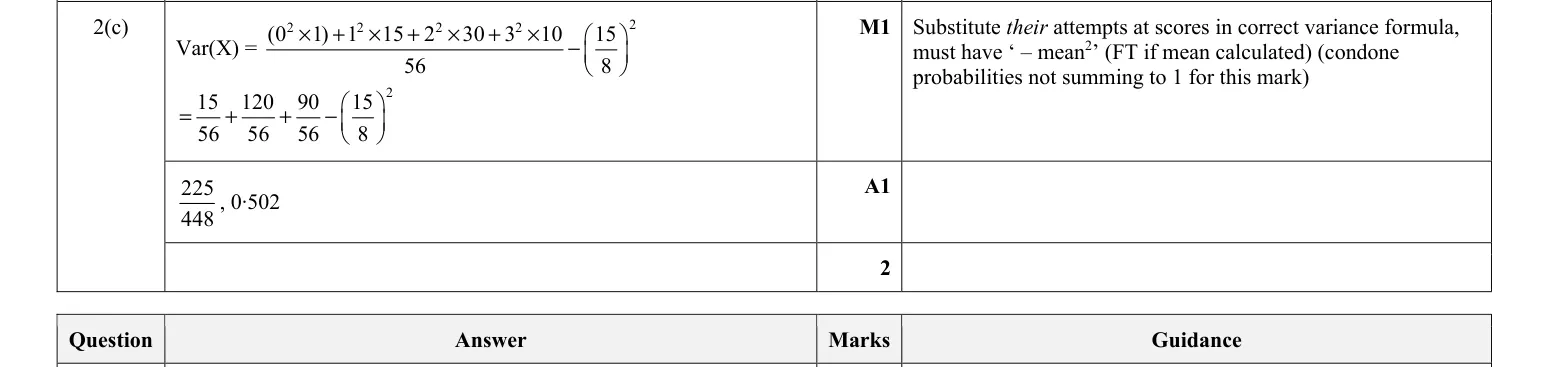 2(c)
Var(X) = ((0² ×1)+1² ×15+2² ×30+3² ×10)/56 −(15/8)²
= 15/56 + 120/56 + 90/56 −(15/8)²
M1
Substitute their attempts at scores in correct variance formula,
must have ‘ – mean²’ (FT if mean calculated) (condone
probabilities not summing to 1 for this mark)
225/448 , 0·502
A1
2
Question Answer Marks Guidance